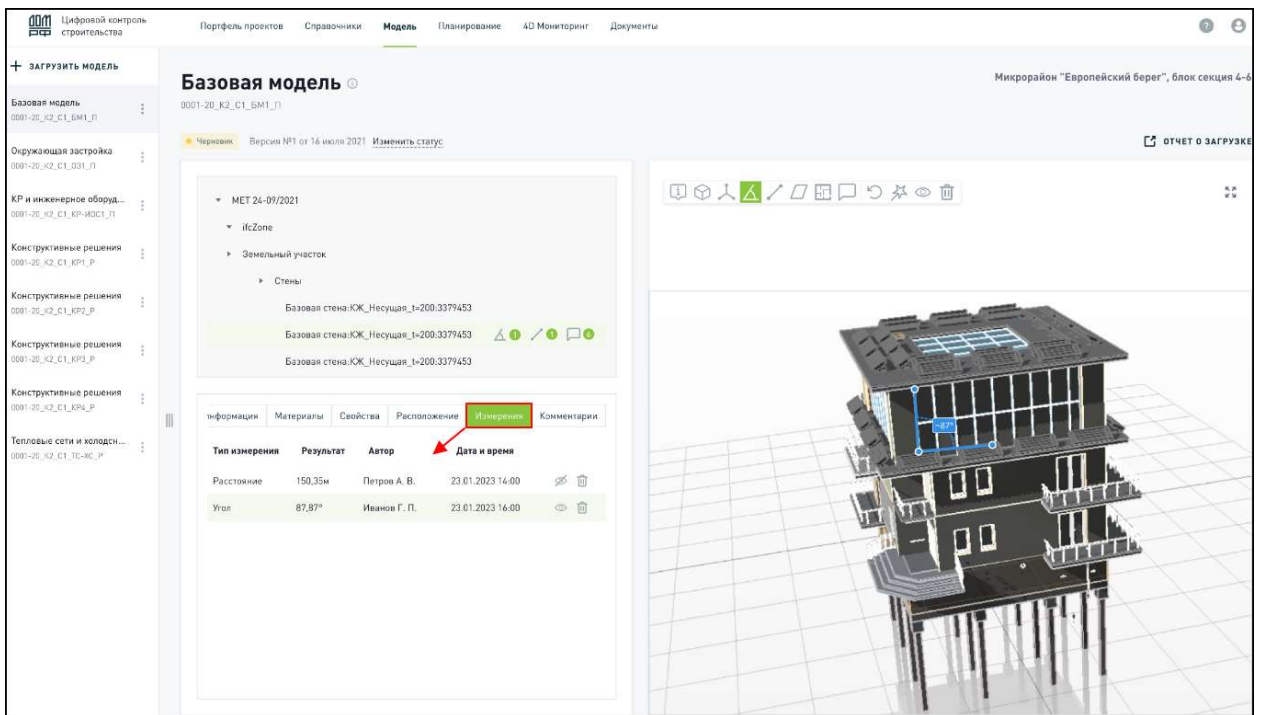 ДОМ РФ
Цифровой контроль
строительства
Портфель проектов Справочники Модель Планирование 4D Мониторинг Документы
?
+ ЗАГРУЗИТЬ МОДЕЛЬ
Базовая модель
0001-20_К2_С1_БМ1_П
Окружающая застройка
0001-20_К2_С1_ОЗ1_П
КР и инженерное оборуд...
0001-20_К2_С1_КР-ИОС1_П
Конструктивные решения
0001-20_К2_С1_КР1_Р
Конструктивные решения
0001-20_К2_С1_КР2_Р
Конструктивные решения
0001-20_К2_С1_КР3_Р
Конструктивные решения
0001-20_К2_С1_КР4_Р
Тепловые сети и холодсн...
0001-20_К2_С1_ТС-ХС_Р
Базовая модель
0001-20_К2_С1_БМ1_П
Микрорайон "Европейский берег", блок секция 4-6
Черновик Версия №1 от 16 июля 2021 Изменить статус
ОТЧЕТ О ЗАГРУЗКЕ
МЕТ 24-09/2021
ifcZone
Земельный участок
Стены
Базовая стена:КЖ_Несущая_t=200:3379453
Базовая стена:КЖ_Несущая_t=200:3379453 1 1 6
Базовая стена:КЖ_Несущая_t=200:3379453
нформация Материалы Свойства Расположение Измерения Комментарии
Тип измерения Результат Автор Дата и время
Расстояние 150,35м Петров А. В. 23.01.2023 14:00
Угол 87,87° Иванов Г. П. 23.01.2023 16:00
~87°